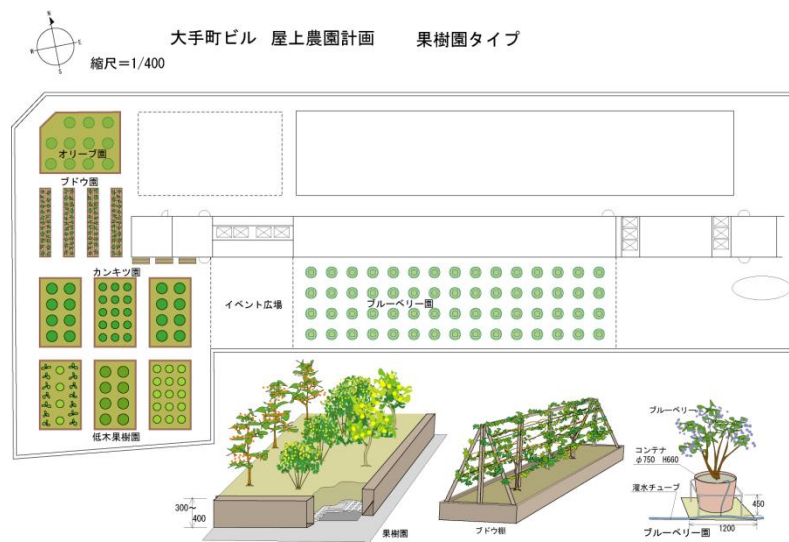 大手町ビル 屋上農園計画 果樹園タイプ
N
W
E
S
縮尺=1/400
オリーブ園
ブドウ園
カンキツ園
イベント広場
ブルーベリー園
低木果樹園
300〜
400
果樹園
ブドウ棚
ブルーベリー
コンテナ
φ750 H660
灌水チューブ
450
1200
ブルーベリー園